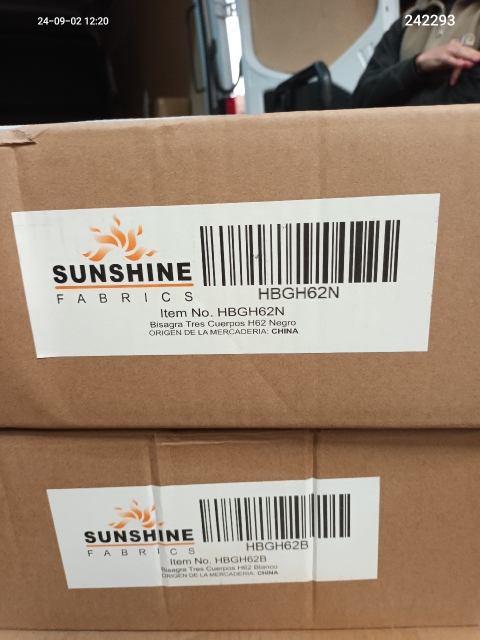 24-09-02 12:20
242293
SUNSHINE
FABRICS
HBGH62N
Item No. HBGH62N
Bisagra Tres Cuerpos H62 Negro
ORIGEN DE LA MERCADERIA: CHINA
SUNSHINE
FABRICS
HBGH62B
Item No. HBGH62B
Bisagra Tres Cuerpos H62 Blanco
ORIGEN DE LA MERCADERIA: CHINA